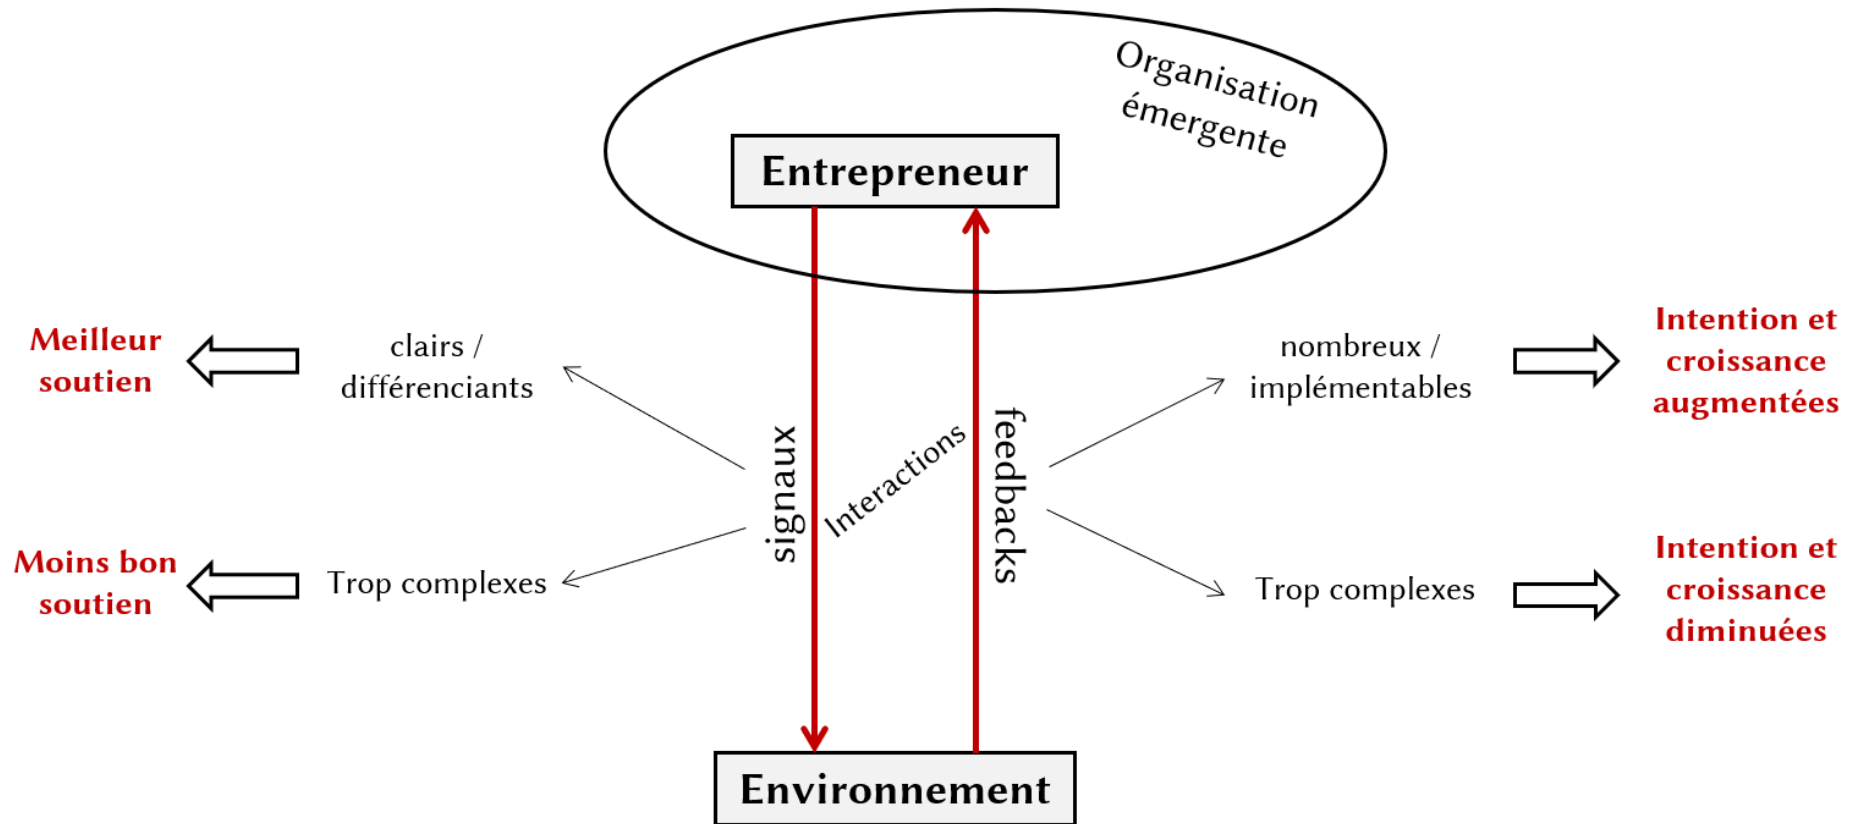 Organisation
émergente
Entrepreneur
Meilleur
soutien
clairs /
différenciants
nombreux /
implémentables
Intention et
croissance
augmentées
signaux
Interactions
feedbacks
Moins bon
soutien
Trop complexes
Trop complexes
Intention et
croissance
diminuées
Environnement